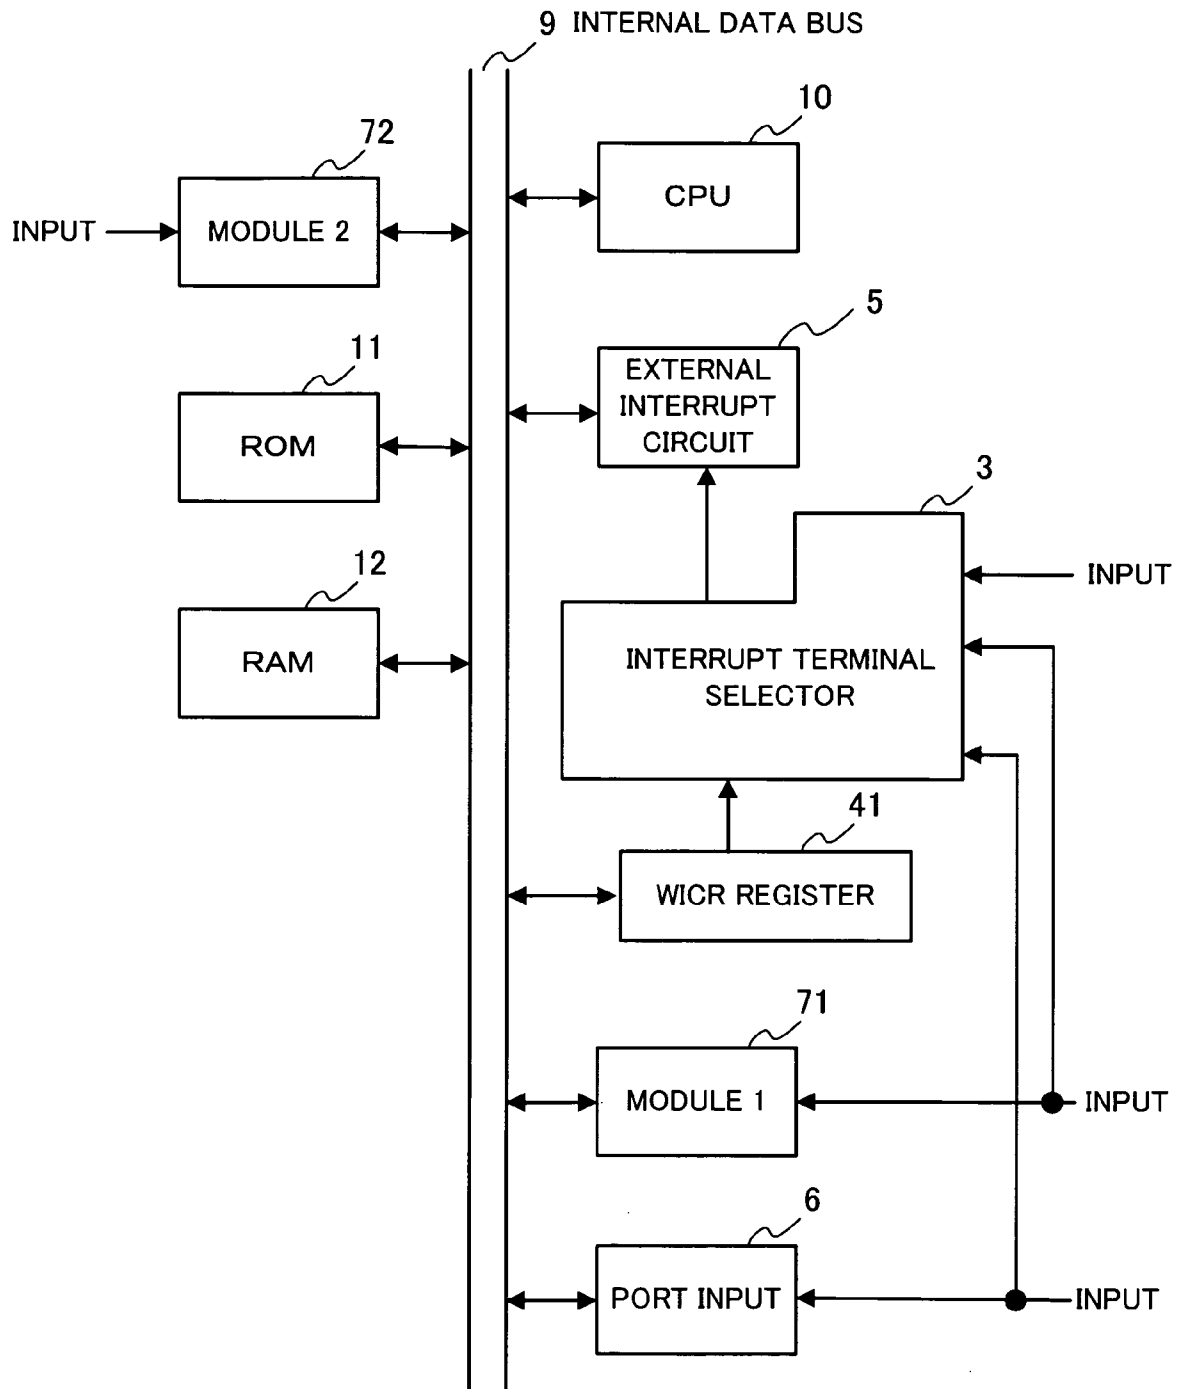 9 INTERNAL DATA BUS
10
CPU
72
INPUT
MODULE 2
5
EXTERNAL
INTERRUPT
CIRCUIT
11
ROM
3
INPUT
12
RAM
INTERRUPT TERMINAL
SELECTOR
41
WICR REGISTER
71
MODULE 1
INPUT
6
PORT INPUT
INPUT